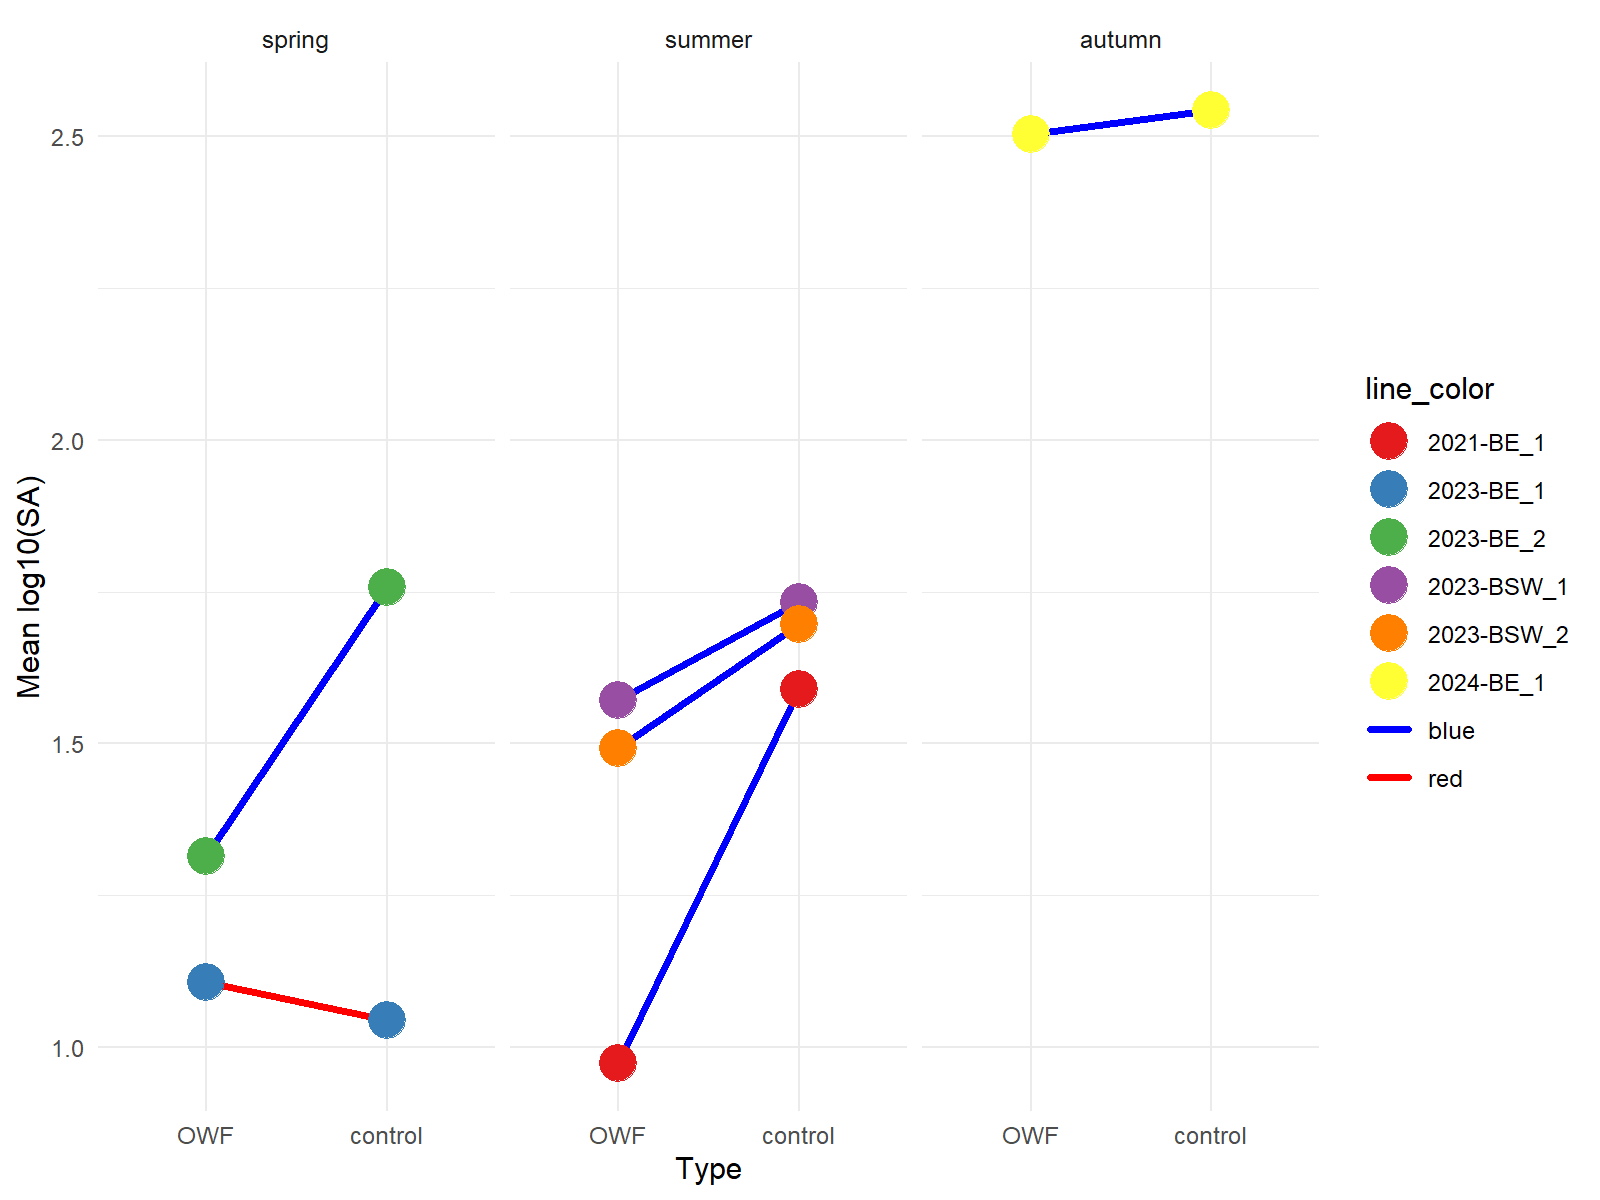 spring summer autumn
2.5
2.0
1.5
1.0
Mean log10(SA)
OWF control OWF control OWF control
Type
line_color
2021-BE_1
2023-BE_1
2023-BE_2
2023-BSW_1
2023-BSW_2
2024-BE_1
blue
red